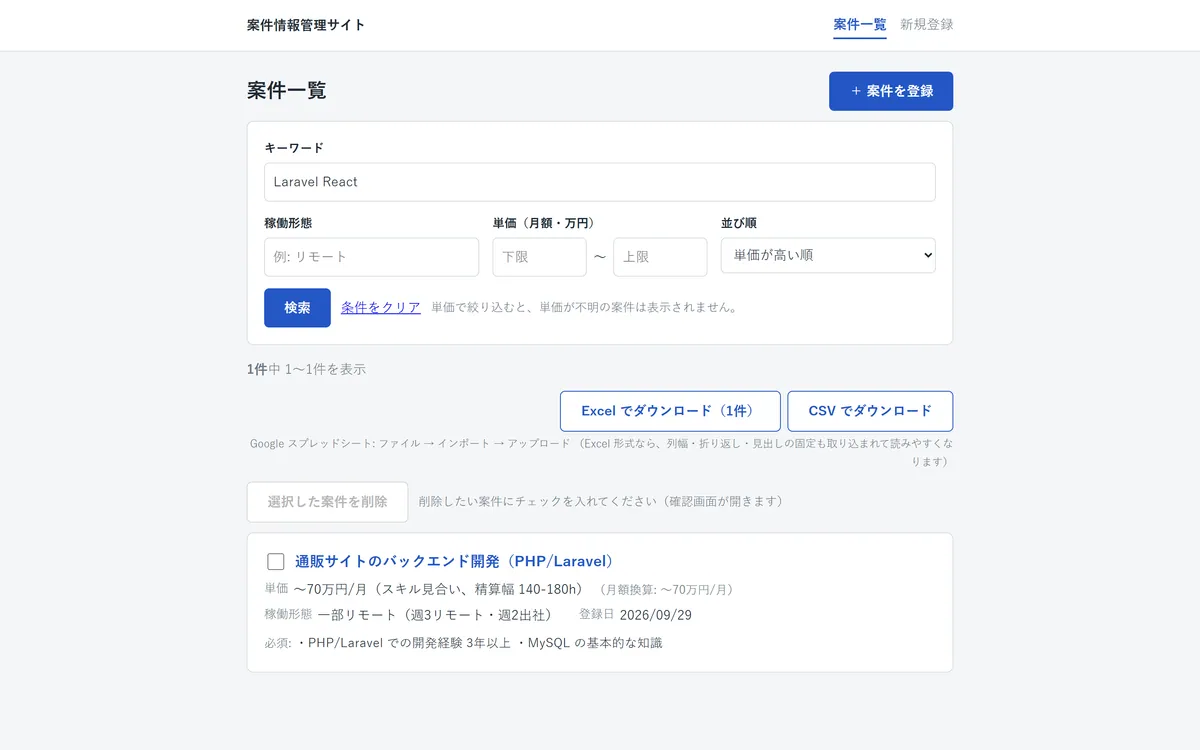 案件情報管理サイト
案件一覧 新規登録
案件一覧
＋ 案件を登録
キーワード
Laravel React
稼働形態 単価（月額・万円） 並び順
例: リモート 下限 〜 上限 単価が高い順
検索 条件をクリア 単価で絞り込むと、単価が不明の案件は表示されません。
1件中 1〜1件を表示
Excel でダウンロード（1件） CSV でダウンロード
Google スプレッドシート: ファイル → インポート → アップロード （Excel 形式なら、列幅・折り返し・見出しの固定も取り込まれて読みやすくな
ります）
選択した案件を削除 削除したい案件にチェックを入れてください（確認画面が開きます）
通販サイトのバックエンド開発（PHP/Laravel）
単価 〜70万円/月（スキル見合い、精算幅 140-180h） （月額換算: 〜70万円/月）
稼働形態 一部リモート（週3リモート・週2出社） 登録日 2026/09/29
必須: ・PHP/Laravel での開発経験 3年以上 ・MySQL の基本的な知識